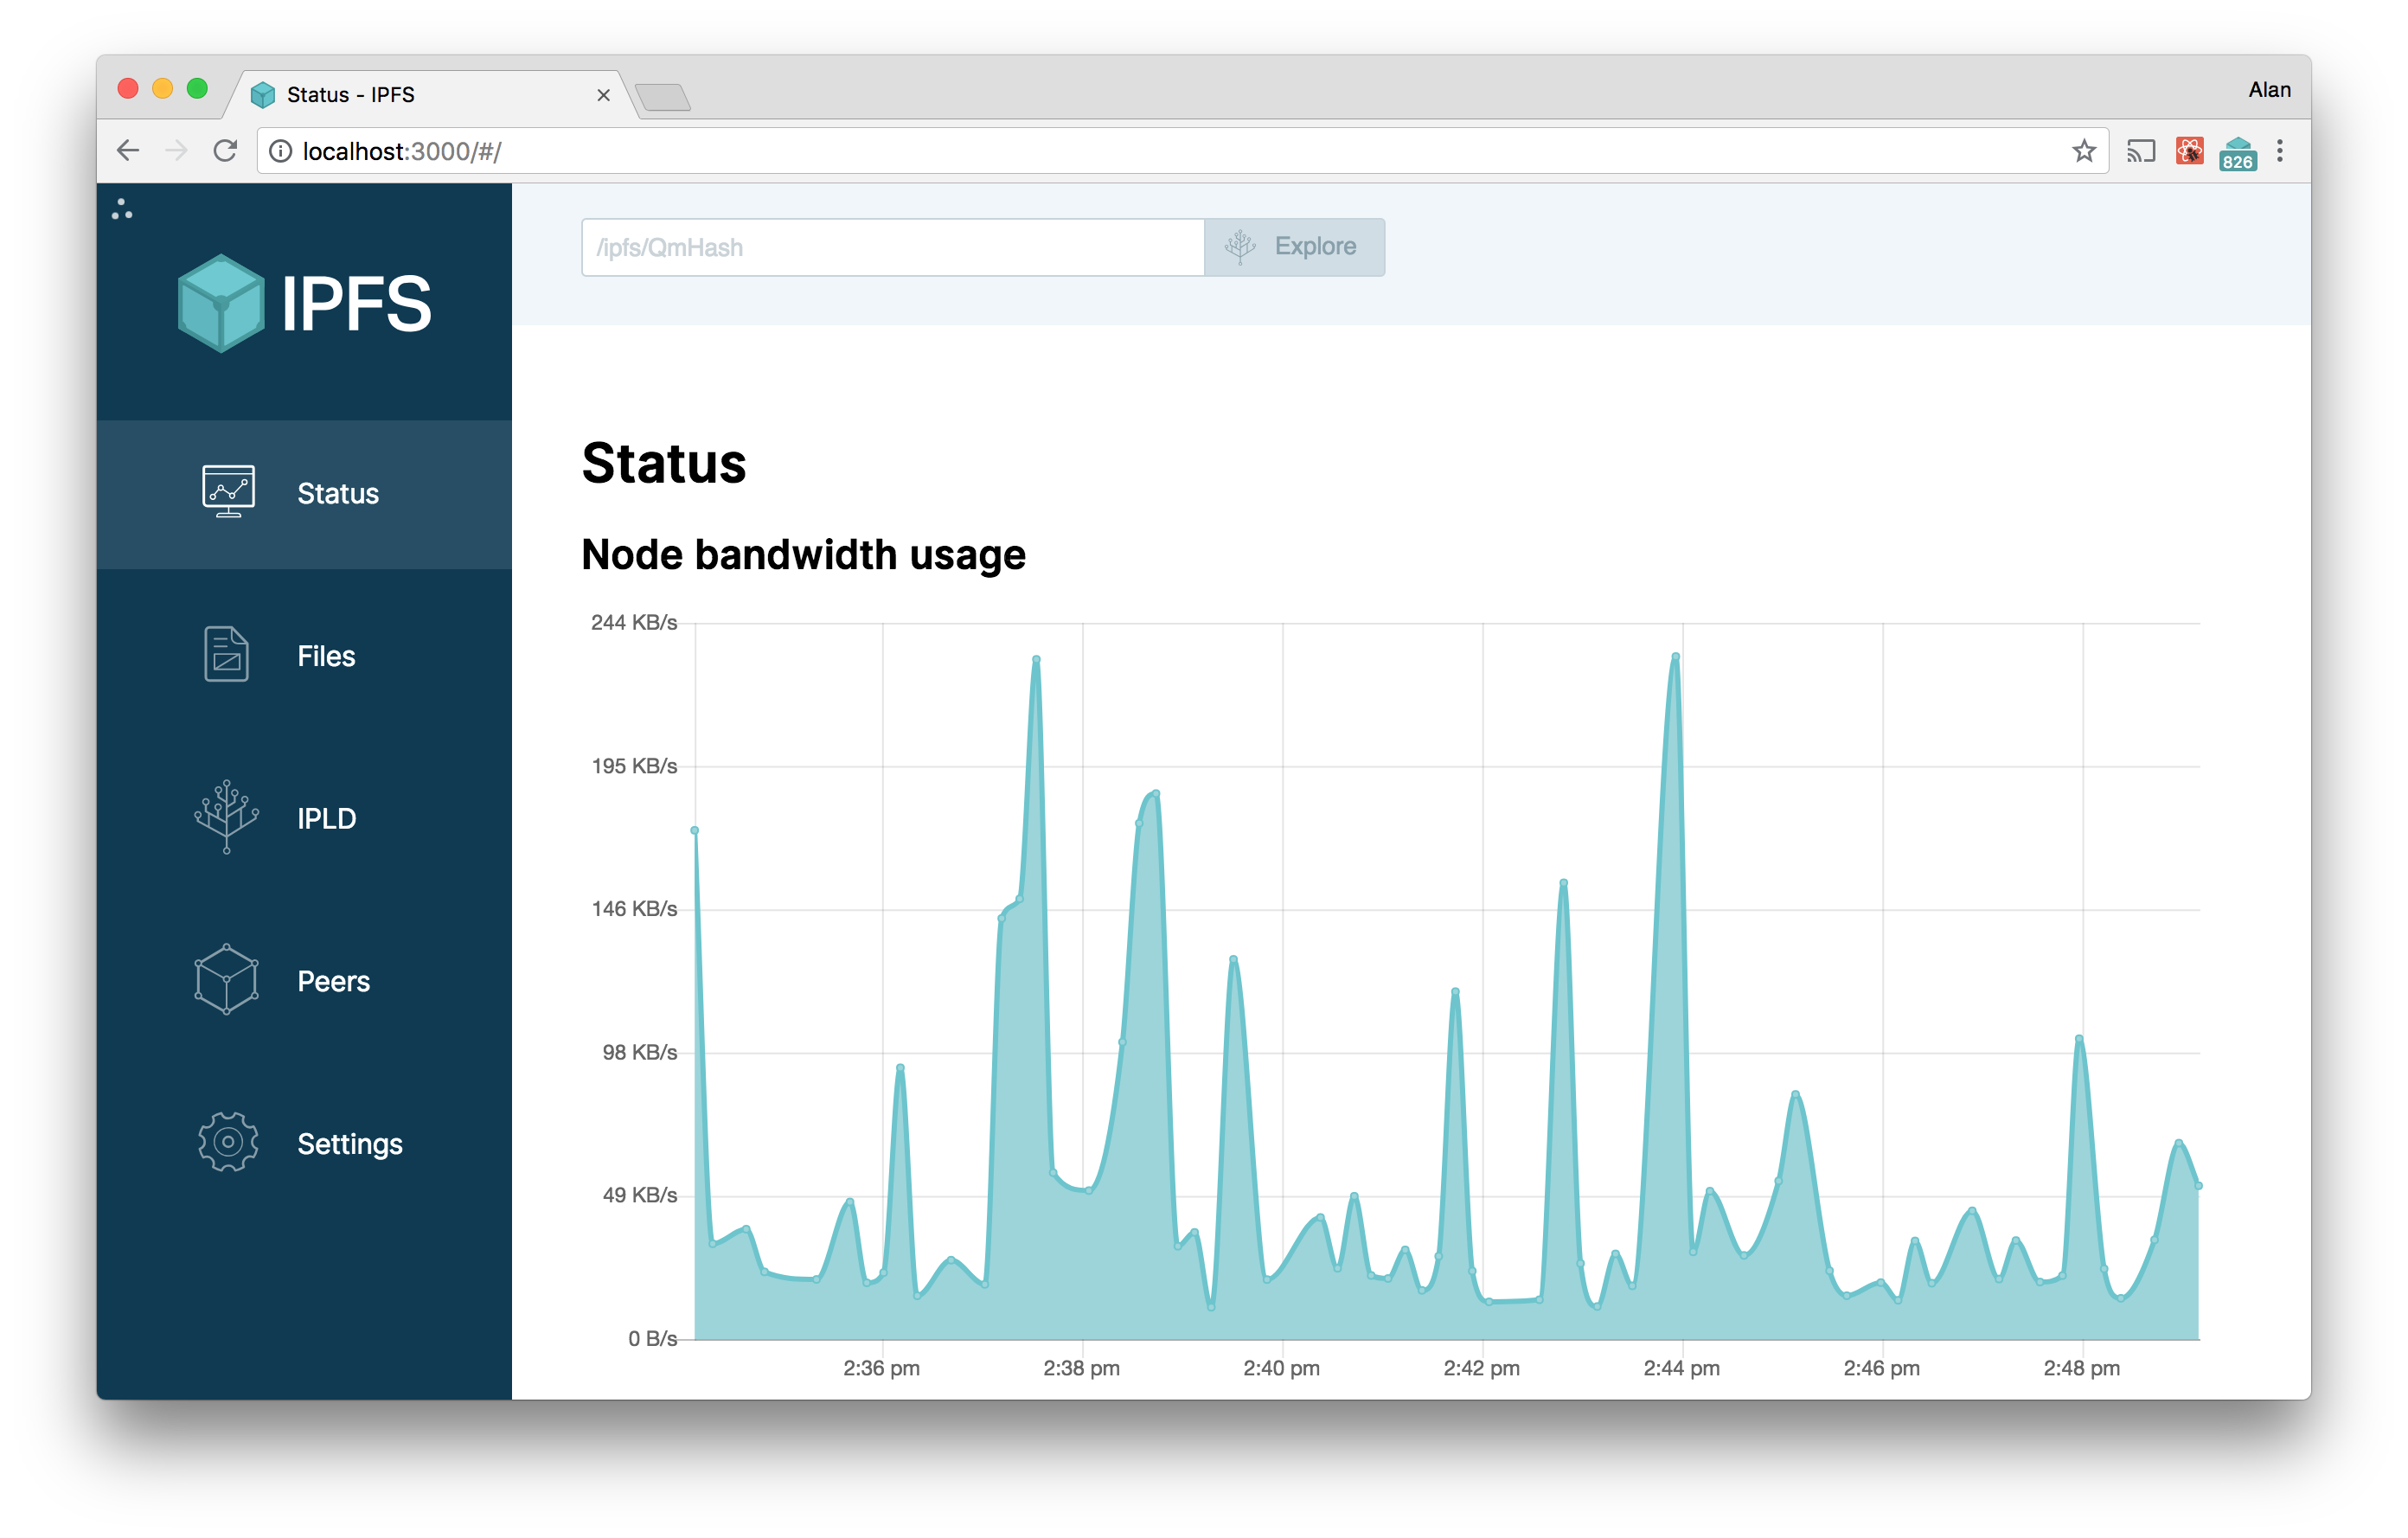 Status - IPFS
Alan
localhost:3000/#/
826
/ipfs/QmHash
Explore
IPFS
Status
Files
IPLD
Peers
Settings
Status
Node bandwidth usage
244 KB/s
195 KB/s
146 KB/s
98 KB/s
49 KB/s
0 B/s
2:36 pm
2:38 pm
2:40 pm
2:42 pm
2:44 pm
2:46 pm
2:48 pm